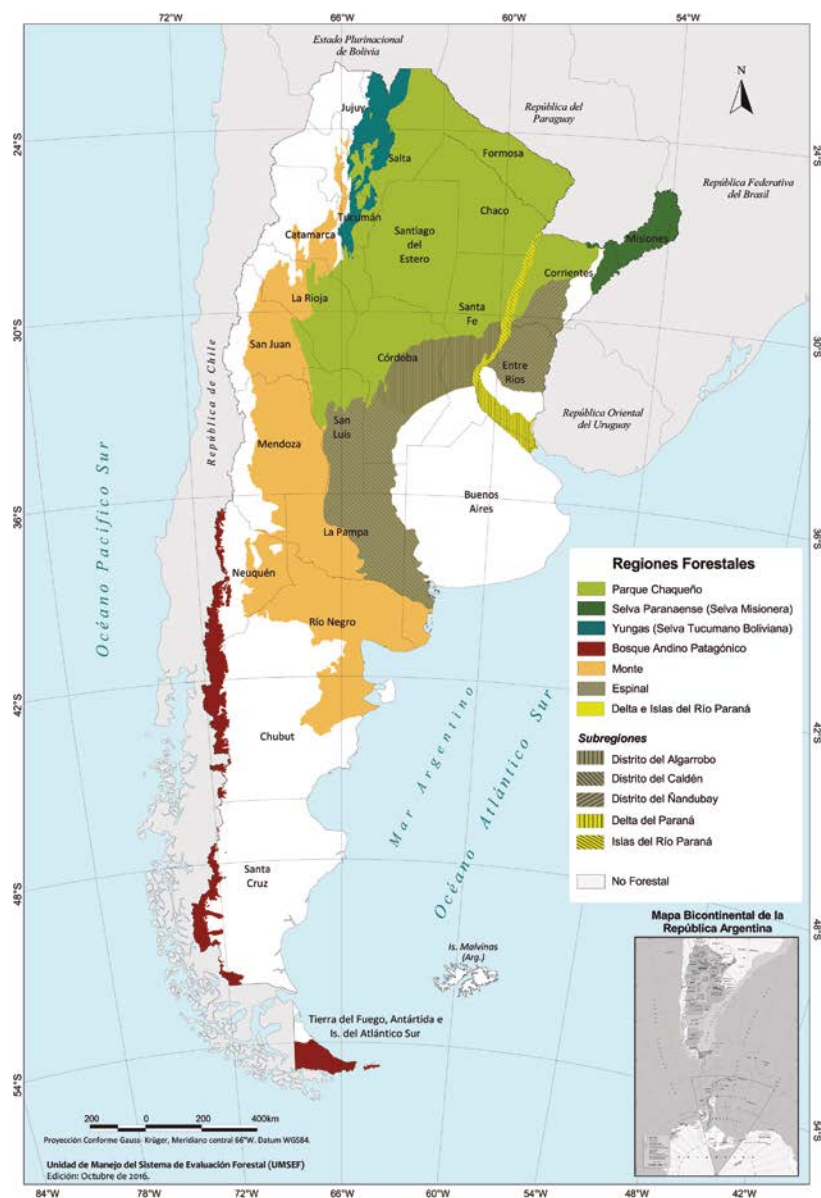 72°W
66°W
60°W
54°W
Estado Plurinacional
de Bolivia
N
Jujuy
República del
Paraguay
24°S
24°S
Salta
Formosa
República Federativa
del Brasil
Chaco
Tucumán
Misiones
Catamarca
Santiago
del
Estero
Corrientes
La Rioja
Santa
Fe
30°S
30°S
San Juan
Córdoba
Entre
Ríos
República de Chile
San
Luis
República Oriental
del Uruguay
Mendoza
Océano Pacífico Sur
Buenos
Aires
36°S
36°S
La Pampa
Neuquén
Río Negro
Regiones Forestales
Parque Chaqueño
Selva Paranaense (Selva Misionera)
Yungas (Selva Tucumano Boliviana)
Bosque Andino Patagónico
Monte
Espinal
Delta e Islas del Río Paraná
Subregiones
Distrito del Algarrobo
Distrito del Caldén
Distrito del Ñandubay
Delta del Paraná
Islas del Río Paraná
No Forestal
42°S
42°S
Chubut
Mar Argentino
Océano Atlántico Sur
Santa
Cruz
48°S
48°S
Mapa Bicontinental de la
República Argentina
Is. Malvinas
(Arg.)
Tierra del Fuego, Antártida e
Is. del Atlántico Sur
54°S
54°S
200 0 200 400km
Proyección Conforme Gauss- Krüger, Meridiano central 66°W. Datum WGS84.
Unidad de Manejo del Sistema de Evaluación Forestal (UMSEF)
Edición: Octubre de 2016.
84°W
78°W
72°W
66°W
60°W
54°W
48°W
42°W